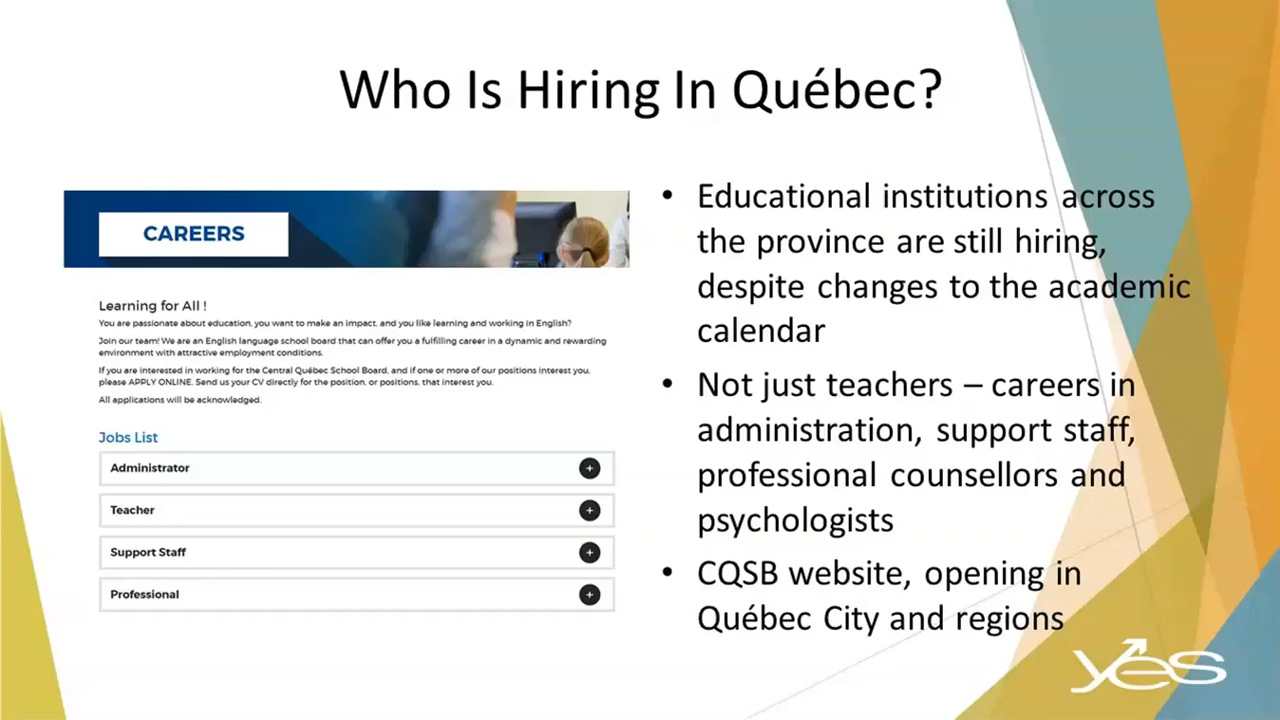 Who Is Hiring In Québec?
CAREERS
Learning for All !
You are passionate about education, you want to make an impact, and you like learning and working in English?
Join our team! We are an English language school board that can offer you a fulfilling career in a dynamic and rewarding
environment with attractive employment conditions.
If you are interested in working for the Central Québec School Board, and if one or more of our positions interest you,
please APPLY ONLINE. Send us your CV directly for the position, or positions, that interest you.
All applications will be acknowledged.
Jobs List
Administrator
Teacher
Support Staff
Professional
• Educational institutions across
the province are still hiring,
despite changes to the academic
calendar
• Not just teachers – careers in
administration, support staff,
professional counsellors and
psychologists
• CQSB website, opening in
Québec City and regions
yes